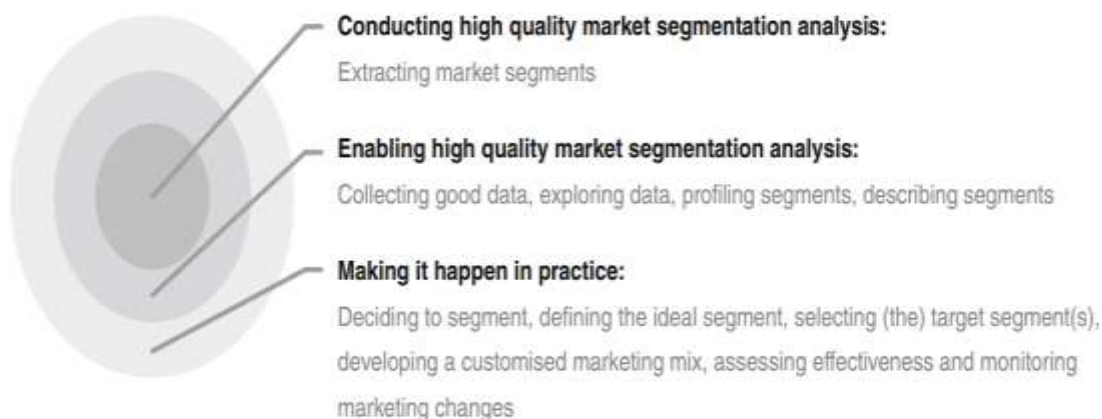 Conducting high quality market segmentation analysis:
Extracting market segments
Enabling high quality market segmentation analysis:
Collecting good data, exploring data, profiling segments, describing segments
Making it happen in practice:
Deciding to segment, defining the ideal segment, selecting (the) target segment(s),
developing a customised marketing mix, assessing effectiveness and monitoring
marketing changes